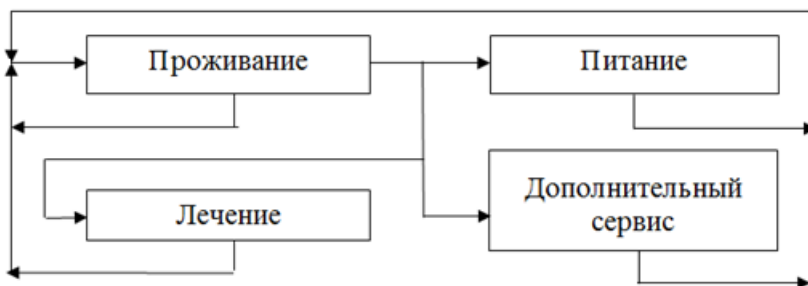 Проживание
Питание
Лечение
Дополнительный
сервис